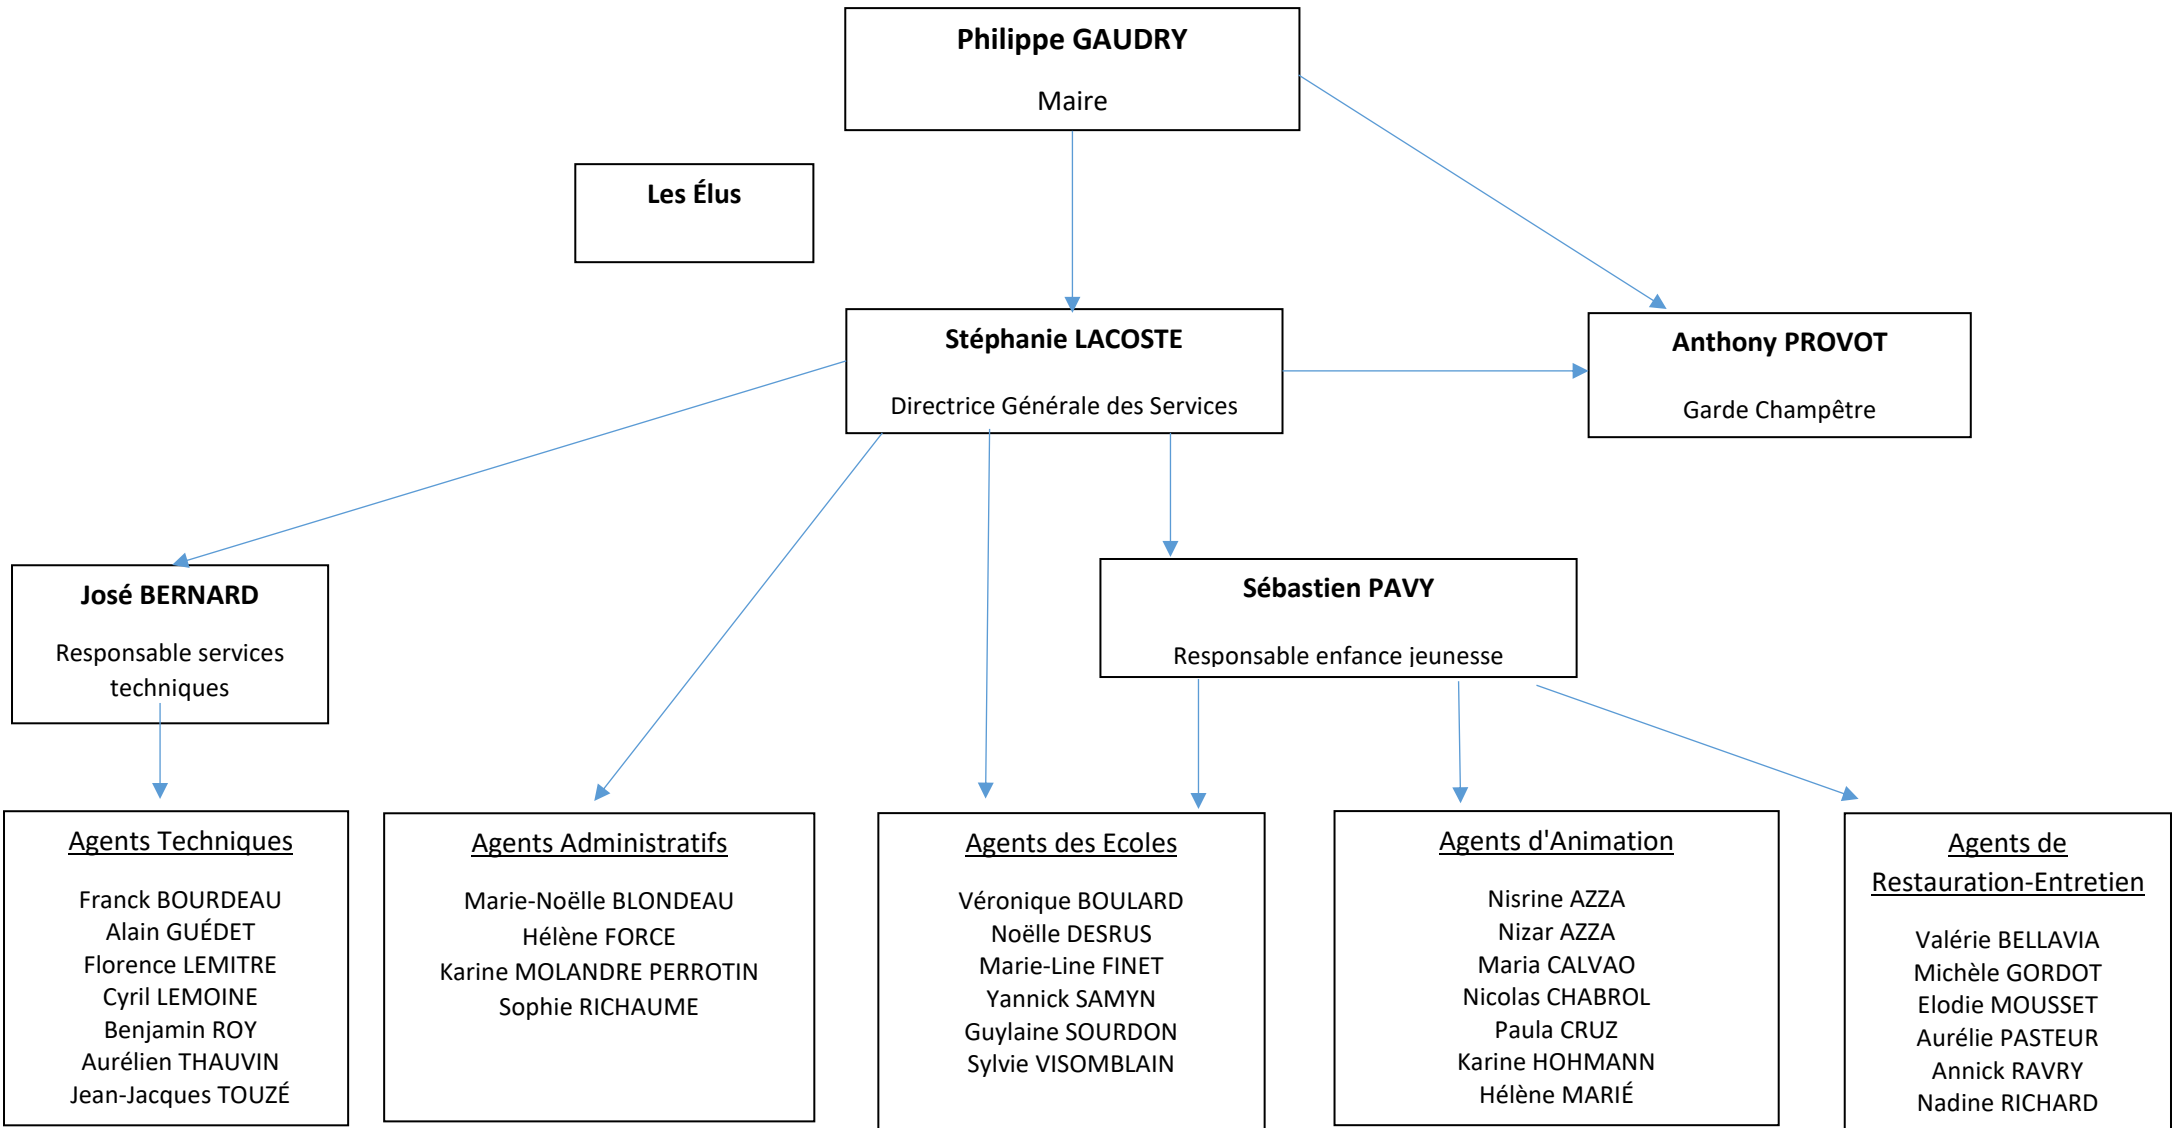 Philippe GAUDRY
Maire
Les Élus
Stéphanie LACOSTE
Directrice Générale des Services
Anthony PROVOT
Garde Champêtre
José BERNARD
Responsable services
techniques
Sébastien PAVY
Responsable enfance jeunesse
Agents Techniques
Franck BOURDEAU
Alain GUÉDET
Florence LEMITRE
Cyril LEMOINE
Benjamin ROY
Aurélien THAUVIN
Jean-Jacques TOUZÉ
Agents Administratifs
Marie-Noëlle BLONDEAU
Hélène FORCE
Karine MOLANDRE PERROTIN
Sophie RICHAUME
Agents des Ecoles
Véronique BOULARD
Noëlle DESRUS
Marie-Line FINET
Yannick SAMYN
Guylaine SOURDON
Sylvie VISOMBLAIN
Agents d'Animation
Nisrine AZZA
Nizar AZZA
Maria CALVAO
Nicolas CHABROL
Paula CRUZ
Karine HOHMANN
Hélène MARIÉ
Agents de
Restauration-Entretien
Valérie BELLAVIA
Michèle GORDOT
Elodie MOUSSET
Aurélie PASTEUR
Annick RAVRY
Nadine RICHARD